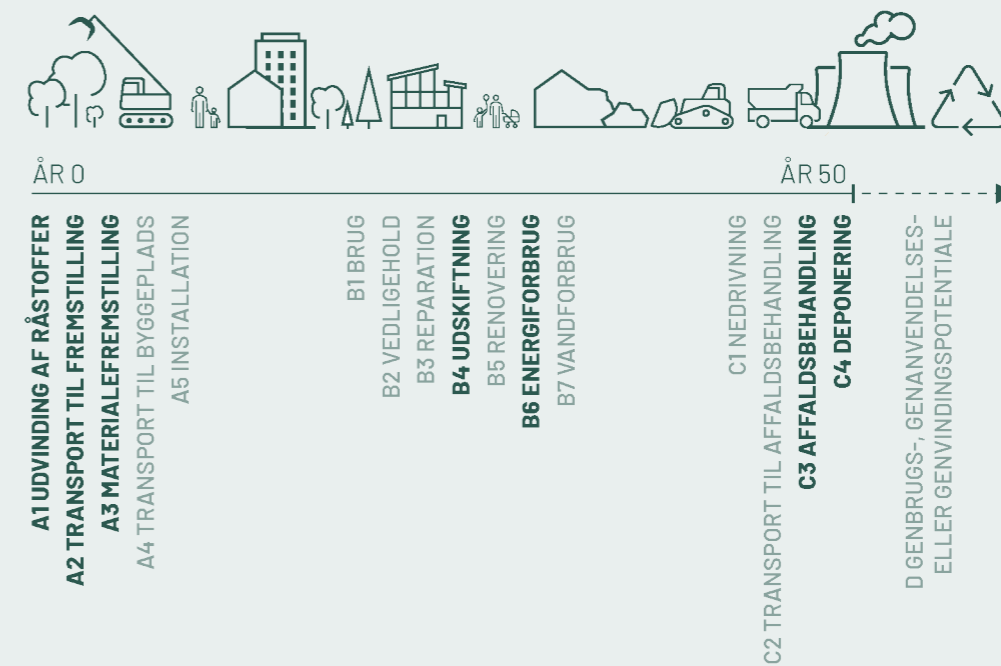 ÅR 0
ÅR 50
A1 UDVINDING AF RÅSTOFFER
A2 TRANSPORT TIL FREMSTILLING
A3 MATERIALEFREMSTILLING
A4 TRANSPORT TIL BYGGEPLADS
A5 INSTALLATION
B1 BRUG
B2 VEDLIGEHOLD
B3 REPARATION
B4 UDSKIFTNING
B5 RENOVERING
B6 ENERGIFORBRUG
B7 VANDFORBRUG
C1 NEDRIVNING
C2 TRANSPORT TIL AFFALDSBEHANDLING
C3 AFFALDSBEHANDLING
C4 DEPONERING
D GENBRUGS-, GENANVENDELSES-
ELLER GENVINDINGSPOTENTIALE